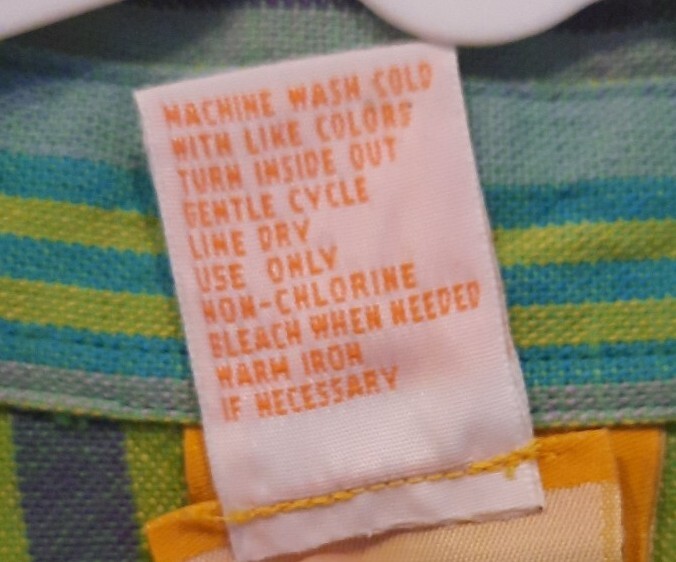 MACHINE WASH COLD
WITH LIKE COLORS
TURN INSIDE OUT
GENTLE CYCLE
LINE DRY
USE ONLY
NON-CHLORINE
BLEACH WHEN NEEDED
WARM IRON
IF NECESSARY